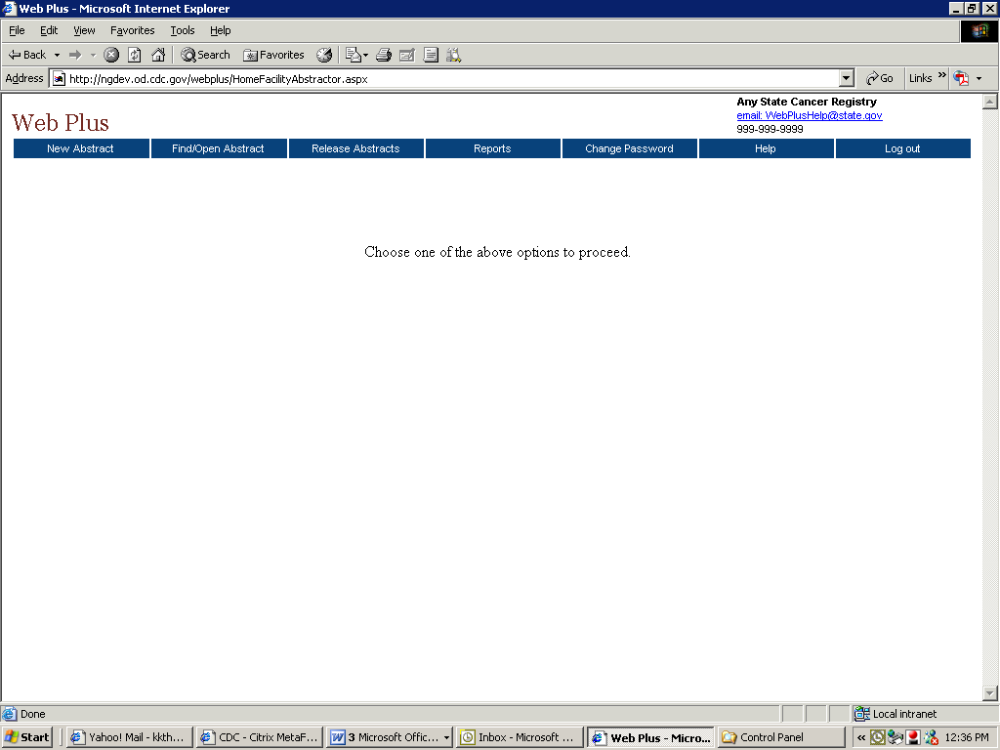 Web Plus - Microsoft Internet Explorer
File Edit View Favorites Tools Help
Back Search Favorites
Address http://ngdev.od.cdc.gov/webplus/HomeFacilityAbstractor.aspx Go Links »
Any State Cancer Registry
Web Plus
email: WebPlusHelp@state.gov
999-999-9999
New Abstract Find/Open Abstract Release Abstracts Reports Change Password Help Log out
Choose one of the above options to proceed.
Done Local intranet
Start Yahoo! Mail - kkth... CDC - Citrix MetaF... 3 Microsoft Offic... Inbox - Microsoft ... Web Plus - Micro... Control Panel « 12:36 PM